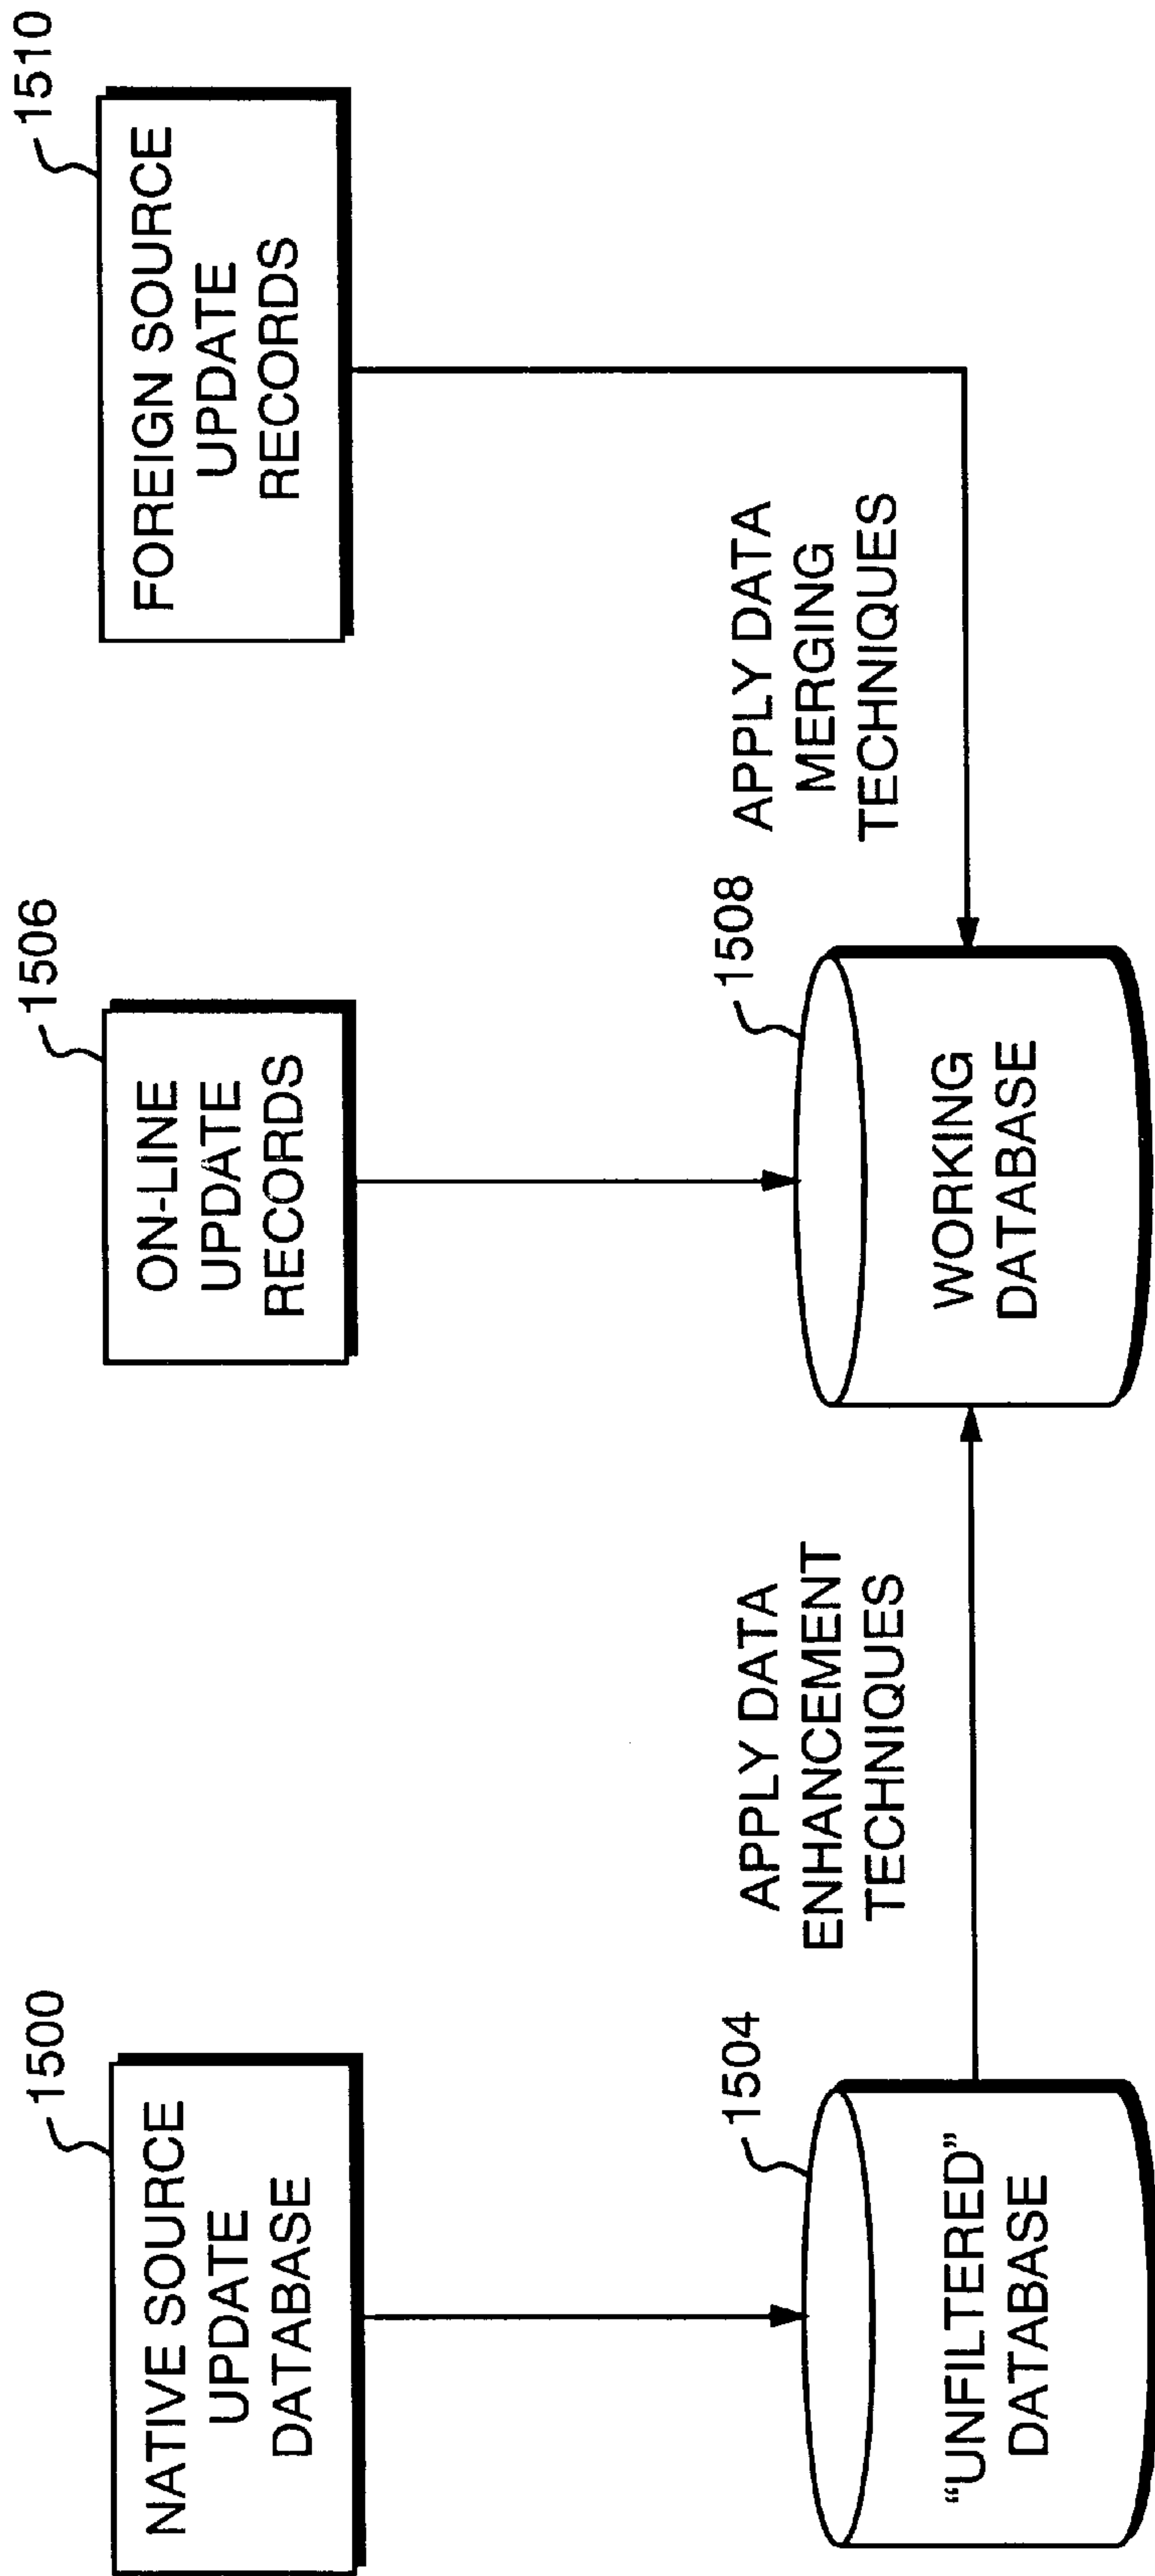 1500
NATIVE SOURCE
UPDATE
DATABASE
1506
ON-LINE
UPDATE
RECORDS
1510
FOREIGN SOURCE
UPDATE
RECORDS
1504
"UNFILTERED"
DATABASE
APPLY DATA
ENHANCEMENT
TECHNIQUES
1508
WORKING
DATABASE
APPLY DATA
MERGING
TECHNIQUES